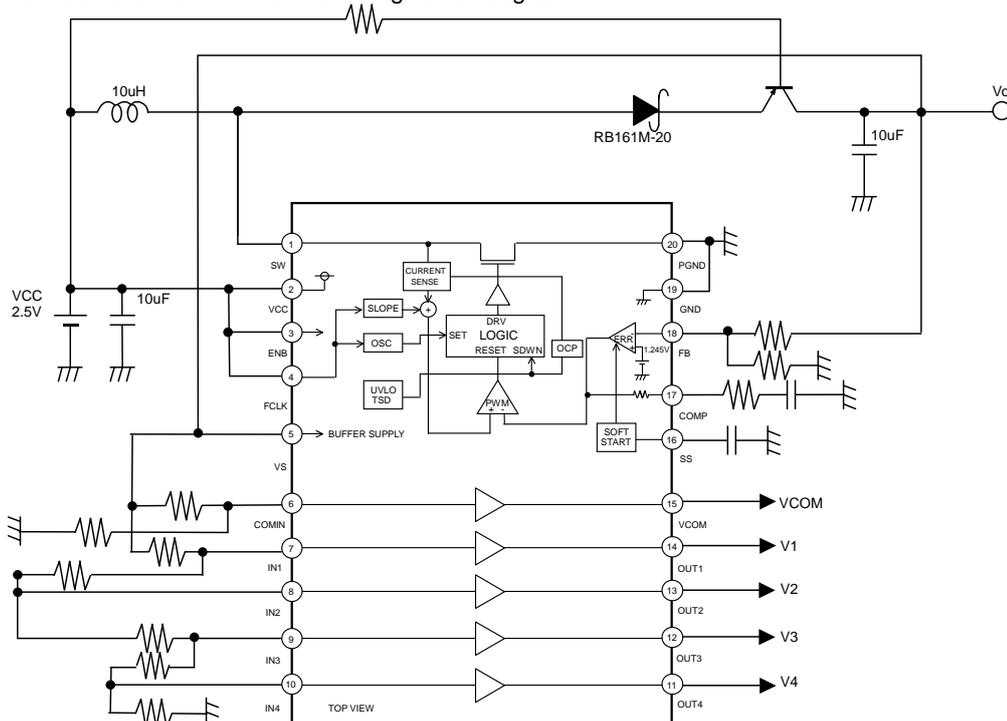 10uH
Vo
RB161M-20
10uF
1
SW
20
PGND
CURRENT
SENSE
VCC
2.5V
10uF
2
VCC
19
GND
SLOPE
+
DRV
LOGIC
SET
RESET SDWN
OSC
OCP
ERR
+
1.245V
3
ENB
18
FB
4
FCLK
UVLO
TSD
PWM
+ -
17
COMP
SOFT
START
16
SS
5
BUFFER SUPPLY
VS
6
COMIN
15
VCOM
VCOM
7
IN1
14
OUT1
V1
8
IN2
13
OUT2
V2
9
IN3
12
OUT3
V3
10
IN4
11
OUT4
V4
TOP VIEW